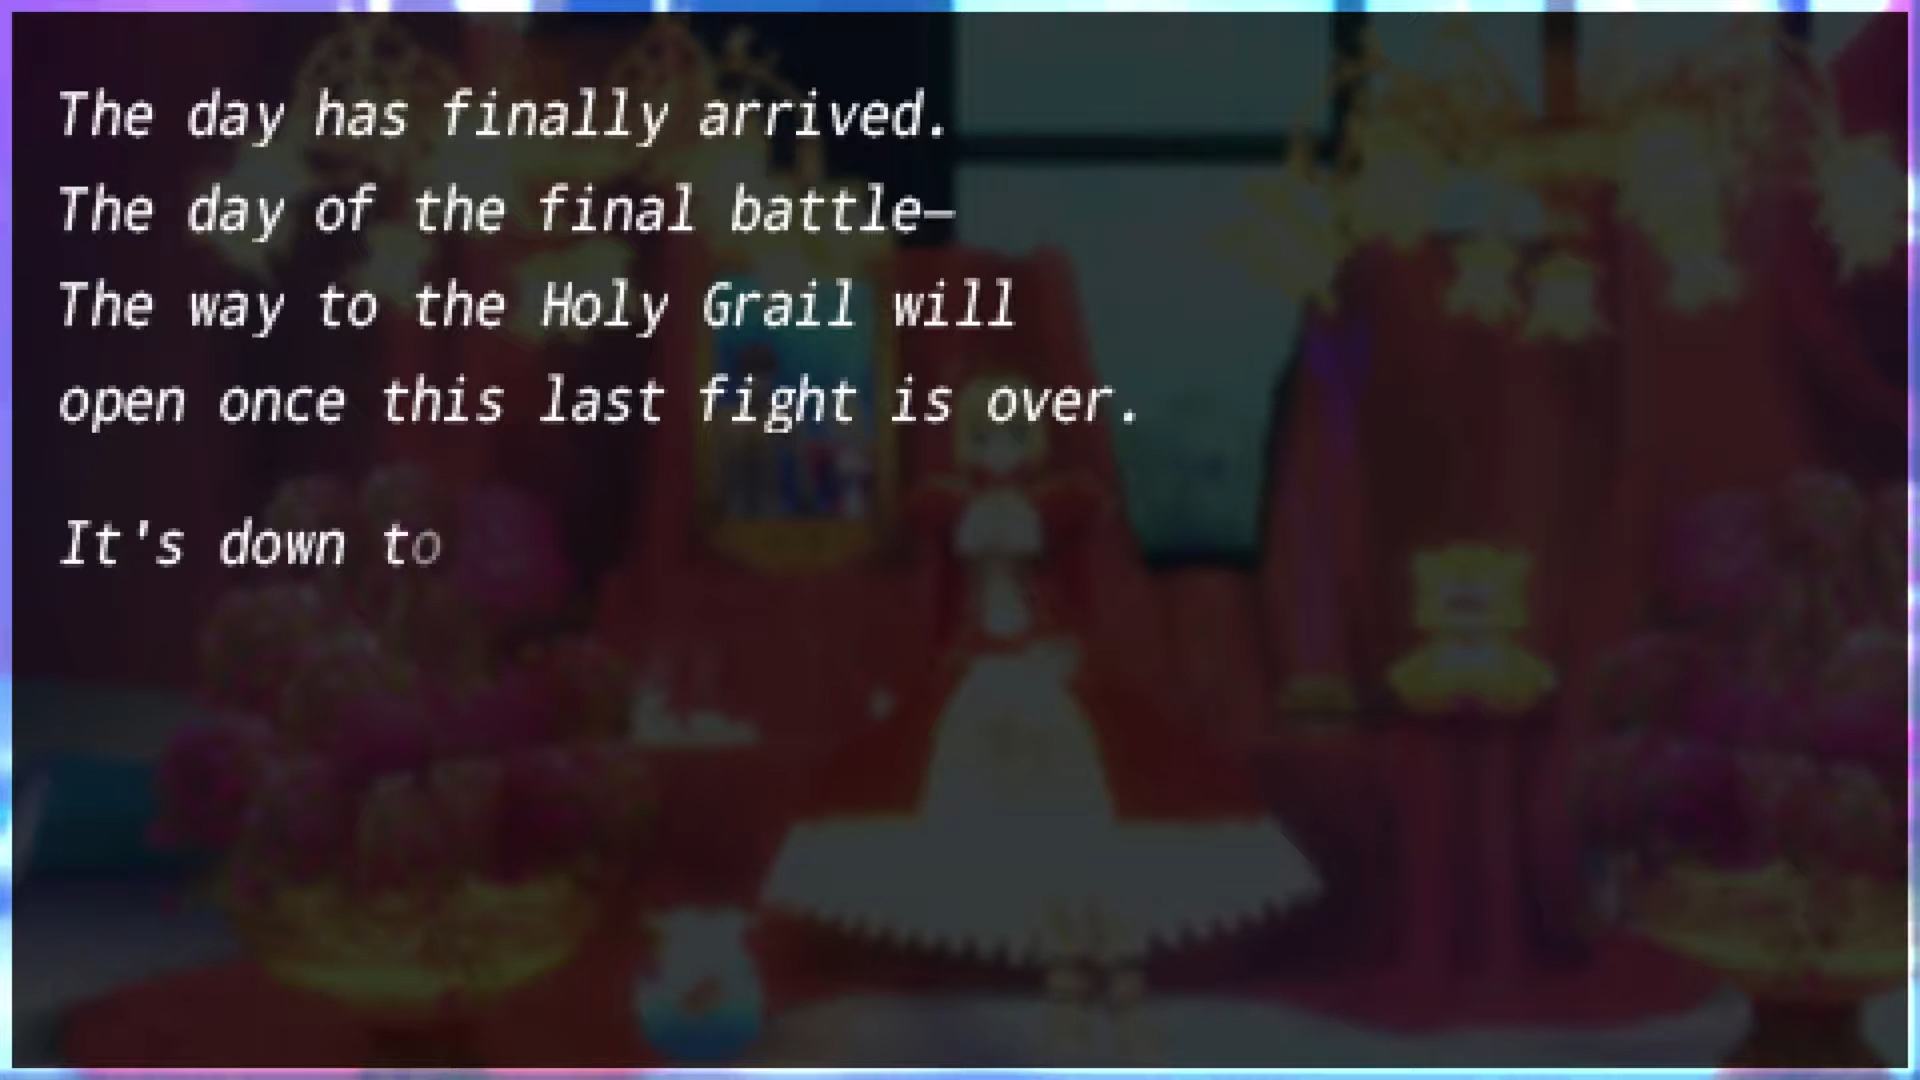 The day has finally arrived.
The day of the final battle—
The way to the Holy Grail will
open once this last fight is over.
It's down to